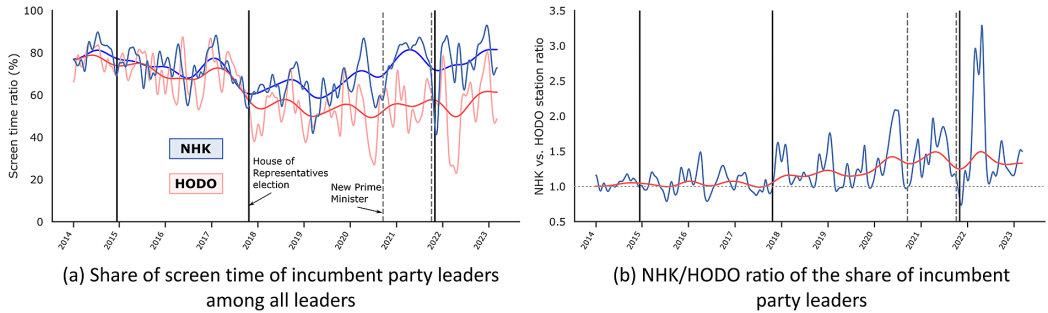 Screen time ratio (%)
100
80
60
40
20
0
NHK
HODO
House of
Representatives
election
New Prime
Minister
2014
2015
2016
2017
2018
2019
2020
2021
2022
2023
(a) Share of screen time of incumbent party leaders
among all leaders
NHK vs. HODO station ratio
3.5
3.0
2.5
2.0
1.5
1.0
0.5
2014
2015
2016
2017
2018
2019
2020
2021
2022
2023
(b) NHK/HODO ratio of the share of incumbent
party leaders